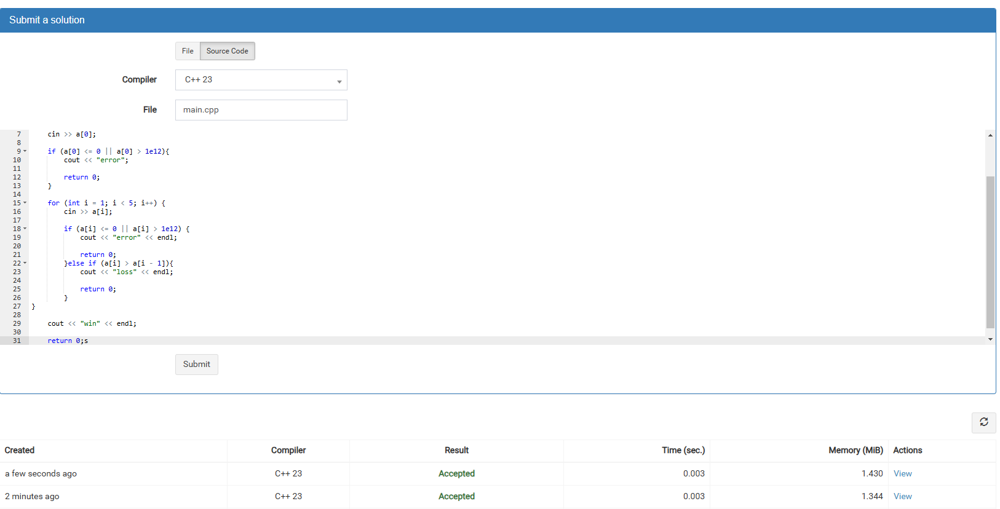 Submit a solution
File Source Code
Compiler C++ 23
File main.cpp
7 cin >> a[0];
8
9 if (a[0] <= 0 || a[0] > 1e12){
10 cout << "error";
11
12 return 0;
13 }
14
15 for (int i = 1; i < 5; i++) {
16 cin >> a[i];
17
18 if (a[i] <= 0 || a[i] > 1e12) {
19 cout << "error" << endl;
20
21 return 0;
22 }else if (a[i] > a[i - 1]){
23 cout << "loss" << endl;
24
25 return 0;
26 }
27 }
28
29 cout << "win" << endl;
30
31 return 0;s
Submit
Created Compiler Result Time (sec.) Memory (MiB) Actions
a few seconds ago C++ 23 Accepted 0.003 1.430 View
2 minutes ago C++ 23 Accepted 0.003 1.344 View